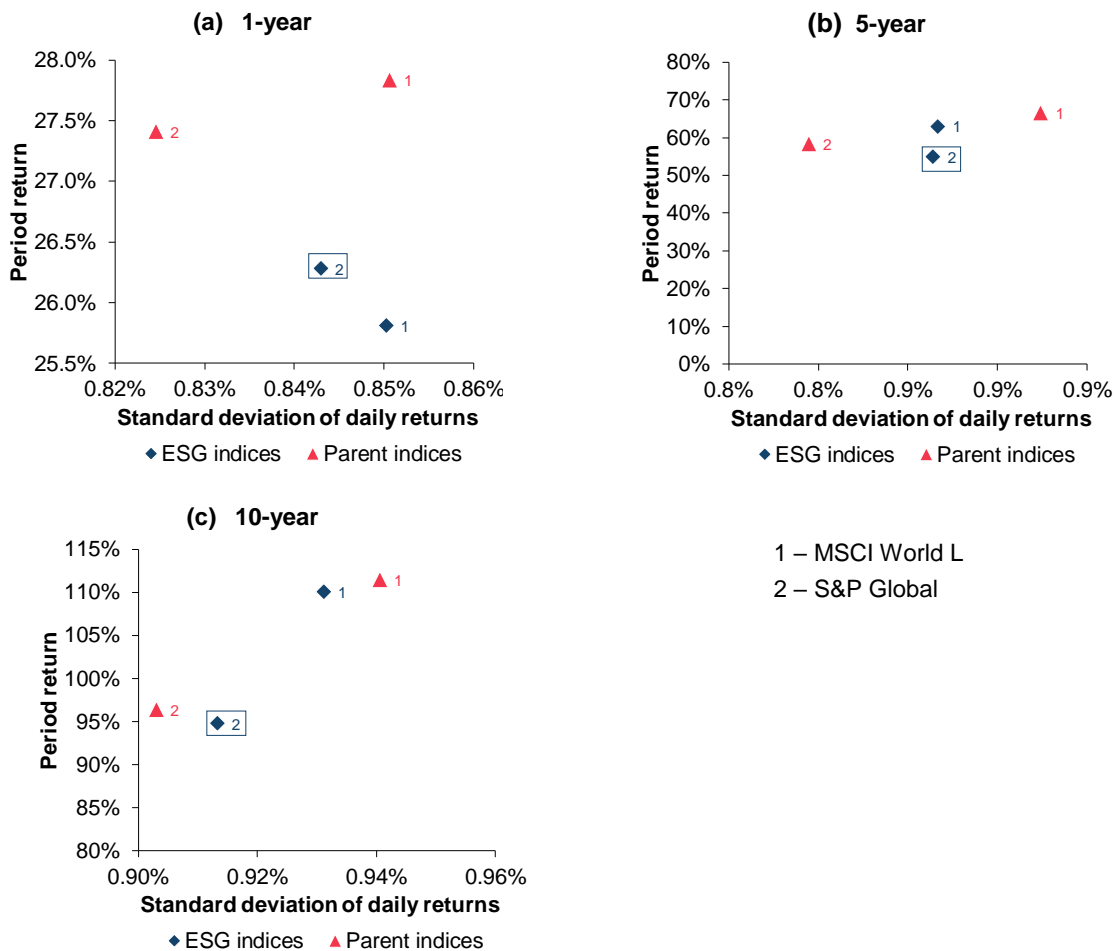 (a) 1-year
28.0%
27.5%
27.0%
26.5%
26.0%
25.5%
Period return
1
2
2
1
0.82% 0.83% 0.84% 0.85% 0.86%
Standard deviation of daily returns
ESG indices Parent indices
(b) 5-year
80%
70%
60%
50%
40%
30%
20%
10%
0%
Period return
1
1
2
2
0.8% 0.8% 0.9% 0.9% 0.9%
Standard deviation of daily returns
ESG indices Parent indices
(c) 10-year
115%
110%
105%
100%
95%
90%
85%
80%
Period return
1
1
2
2
0.90% 0.92% 0.94% 0.96%
Standard deviation of daily returns
ESG indices Parent indices
1 – MSCI World L
2 – S&P Global